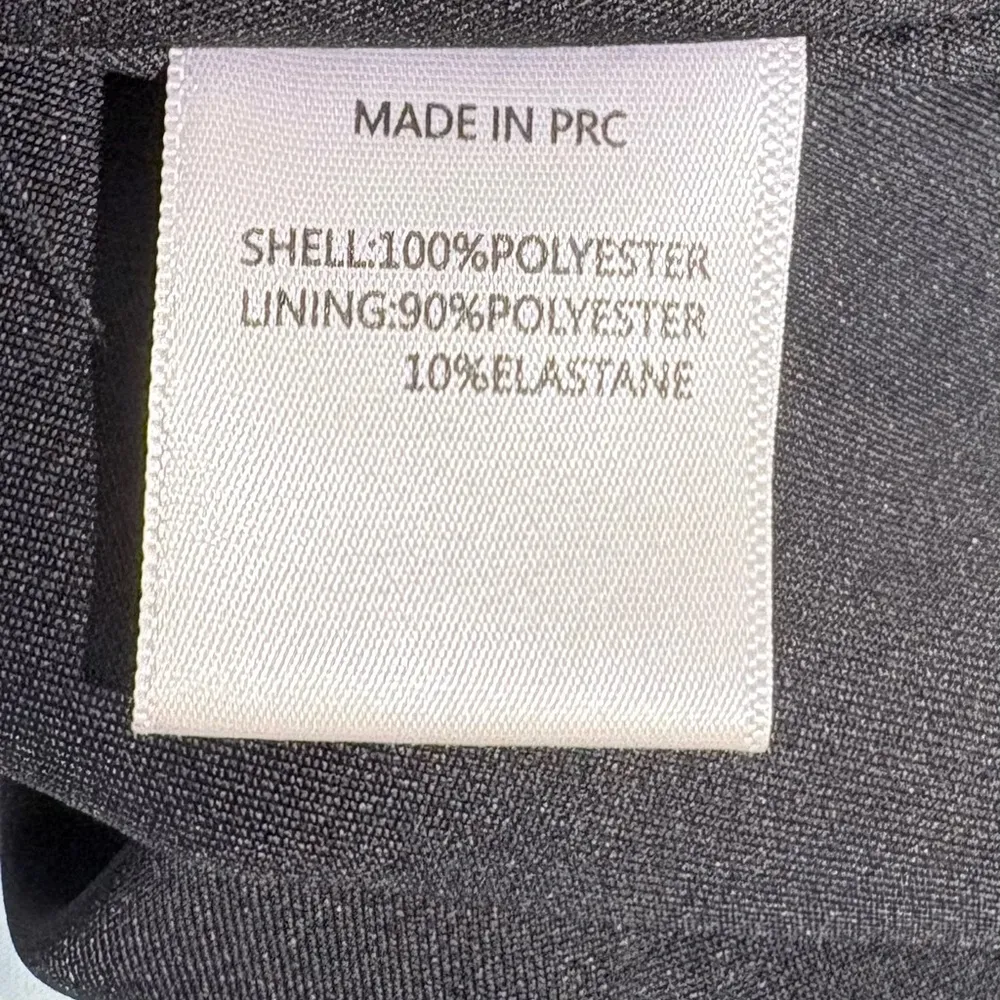 MADE IN PRC
SHELL:100%POLYESTER
LINING:90%POLYESTER
10%ELASTANE